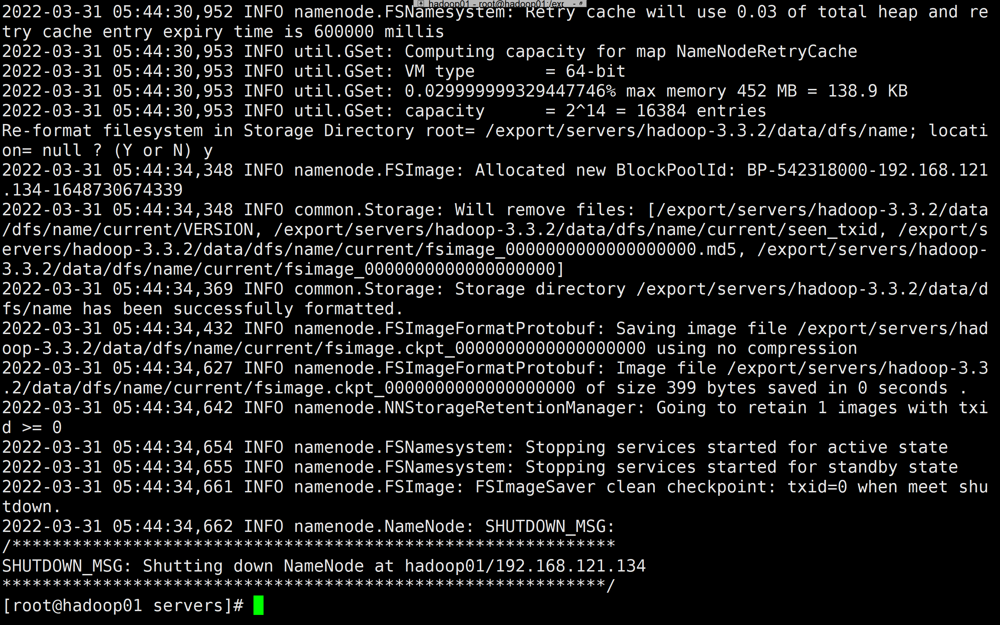 hadoop01 - root@hadoop01:/exp
2022-03-31 05:44:30,952 INFO namenode.FSNamesystem: Retry cache will use 0.03 of total heap and re
try cache entry expiry time is 600000 millis
2022-03-31 05:44:30,953 INFO util.GSet: Computing capacity for map NameNodeRetryCache
2022-03-31 05:44:30,953 INFO util.GSet: VM type       = 64-bit
2022-03-31 05:44:30,953 INFO util.GSet: 0.029999999329447746% max memory 452 MB = 138.9 KB
2022-03-31 05:44:30,953 INFO util.GSet: capacity      = 2^14 = 16384 entries
Re-format filesystem in Storage Directory root= /export/servers/hadoop-3.3.2/data/dfs/name; locati
on= null ? (Y or N) y
2022-03-31 05:44:34,348 INFO namenode.FSImage: Allocated new BlockPoolId: BP-542318000-192.168.121
.134-1648730674339
2022-03-31 05:44:34,348 INFO common.Storage: Will remove files: [/export/servers/hadoop-3.3.2/data
/dfs/name/current/VERSION, /export/servers/hadoop-3.3.2/data/dfs/name/current/seen_txid, /export/s
ervers/hadoop-3.3.2/data/dfs/name/current/fsimage_0000000000000000000.md5, /export/servers/hadoop-
3.3.2/data/dfs/name/current/fsimage_0000000000000000000]
2022-03-31 05:44:34,369 INFO common.Storage: Storage directory /export/servers/hadoop-3.3.2/data/d
fs/name has been successfully formatted.
2022-03-31 05:44:34,432 INFO namenode.FSImageFormatProtobuf: Saving image file /export/servers/had
oop-3.3.2/data/dfs/name/current/fsimage.ckpt_0000000000000000000 using no compression
2022-03-31 05:44:34,627 INFO namenode.FSImageFormatProtobuf: Image file /export/servers/hadoop-3.3
.2/data/dfs/name/current/fsimage.ckpt_0000000000000000000 of size 399 bytes saved in 0 seconds .
2022-03-31 05:44:34,642 INFO namenode.NNStorageRetentionManager: Going to retain 1 images with txi
d >= 0
2022-03-31 05:44:34,654 INFO namenode.FSNamesystem: Stopping services started for active state
2022-03-31 05:44:34,655 INFO namenode.FSNamesystem: Stopping services started for standby state
2022-03-31 05:44:34,661 INFO namenode.FSImage: FSImageSaver clean checkpoint: txid=0 when meet shu
tdown.
2022-03-31 05:44:34,662 INFO namenode.NameNode: SHUTDOWN_MSG:
/************************************************************
SHUTDOWN_MSG: Shutting down NameNode at hadoop01/192.168.121.134
************************************************************/
[root@hadoop01 servers]#